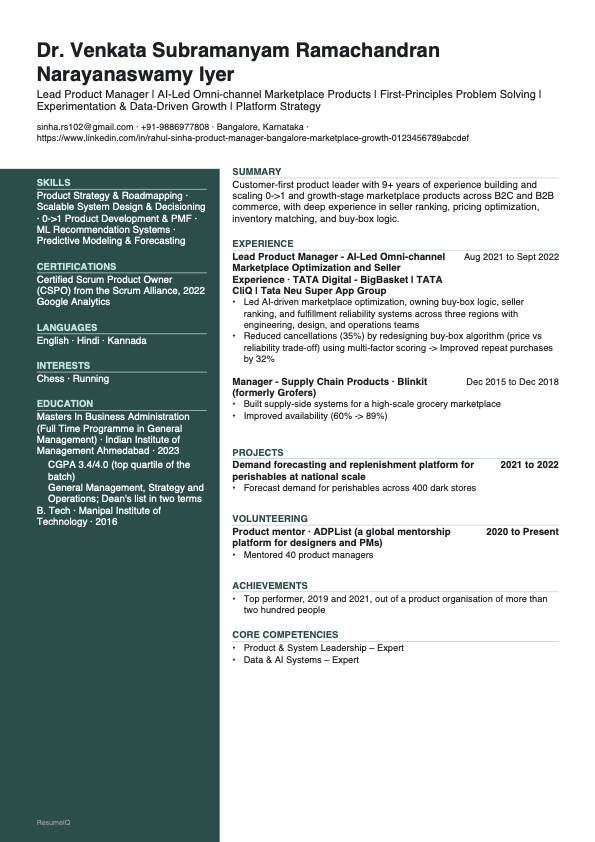 Dr. Venkata Subramanyam Ramachandran
Narayanaswamy Iyer
Lead Product Manager | AI-Led Omni-channel Marketplace Products | First-Principles Problem Solving |
Experimentation & Data-Driven Growth | Platform Strategy
sinha.rs102@gmail.com · +91-9886977808 · Bangalore, Karnataka ·
https://www.linkedin.com/in/rahul-sinha-product-manager-bangalore-marketplace-growth-0123456789abcdef
SKILLS
Product Strategy & Roadmapping ·
Scalable System Design & Decisioning
· 0->1 Product Development & PMF ·
ML Recommendation Systems ·
Predictive Modeling & Forecasting
CERTIFICATIONS
Certified Scrum Product Owner
(CSPO) from the Scrum Alliance, 2022
Google Analytics
LANGUAGES
English · Hindi · Kannada
INTERESTS
Chess · Running
EDUCATION
Masters In Business Administration
(Full Time Programme in General
Management) · Indian Institute of
Management Ahmedabad · 2023
CGPA 3.4/4.0 (top quartile of the
batch)
General Management, Strategy and
Operations; Dean's list in two terms
B. Tech · Manipal Institute of
Technology · 2016
ResumeIQ
SUMMARY
Customer-first product leader with 9+ years of experience building and
scaling 0->1 and growth-stage marketplace products across B2C and B2B
commerce, with deep experience in seller ranking, pricing optimization,
inventory matching, and buy-box logic.
EXPERIENCE
Lead Product Manager - AI-Led Omni-channel Aug 2021 to Sept 2022
Marketplace Optimization and Seller
Experience · TATA Digital - BigBasket | TATA
CliQ | Tata Neu Super App Group
• Led AI-driven marketplace optimization, owning buy-box logic, seller
ranking, and fulfillment reliability systems across three regions with
engineering, design, and operations teams
• Reduced cancellations (35%) by redesigning buy-box algorithm (price vs
reliability trade-off) using multi-factor scoring -> Improved repeat purchases
by 32%
Manager - Supply Chain Products · Blinkit Dec 2015 to Dec 2018
(formerly Grofers)
• Built supply-side systems for a high-scale grocery marketplace
• Improved availability (60% -> 89%)
PROJECTS
Demand forecasting and replenishment platform for 2021 to 2022
perishables at national scale
• Forecast demand for perishables across 400 dark stores
VOLUNTEERING
Product mentor · ADPList (a global mentorship 2020 to Present
platform for designers and PMs)
• Mentored 40 product managers
ACHIEVEMENTS
• Top performer, 2019 and 2021, out of a product organisation of more than
two hundred people
CORE COMPETENCIES
• Product & System Leadership – Expert
• Data & AI Systems – Expert